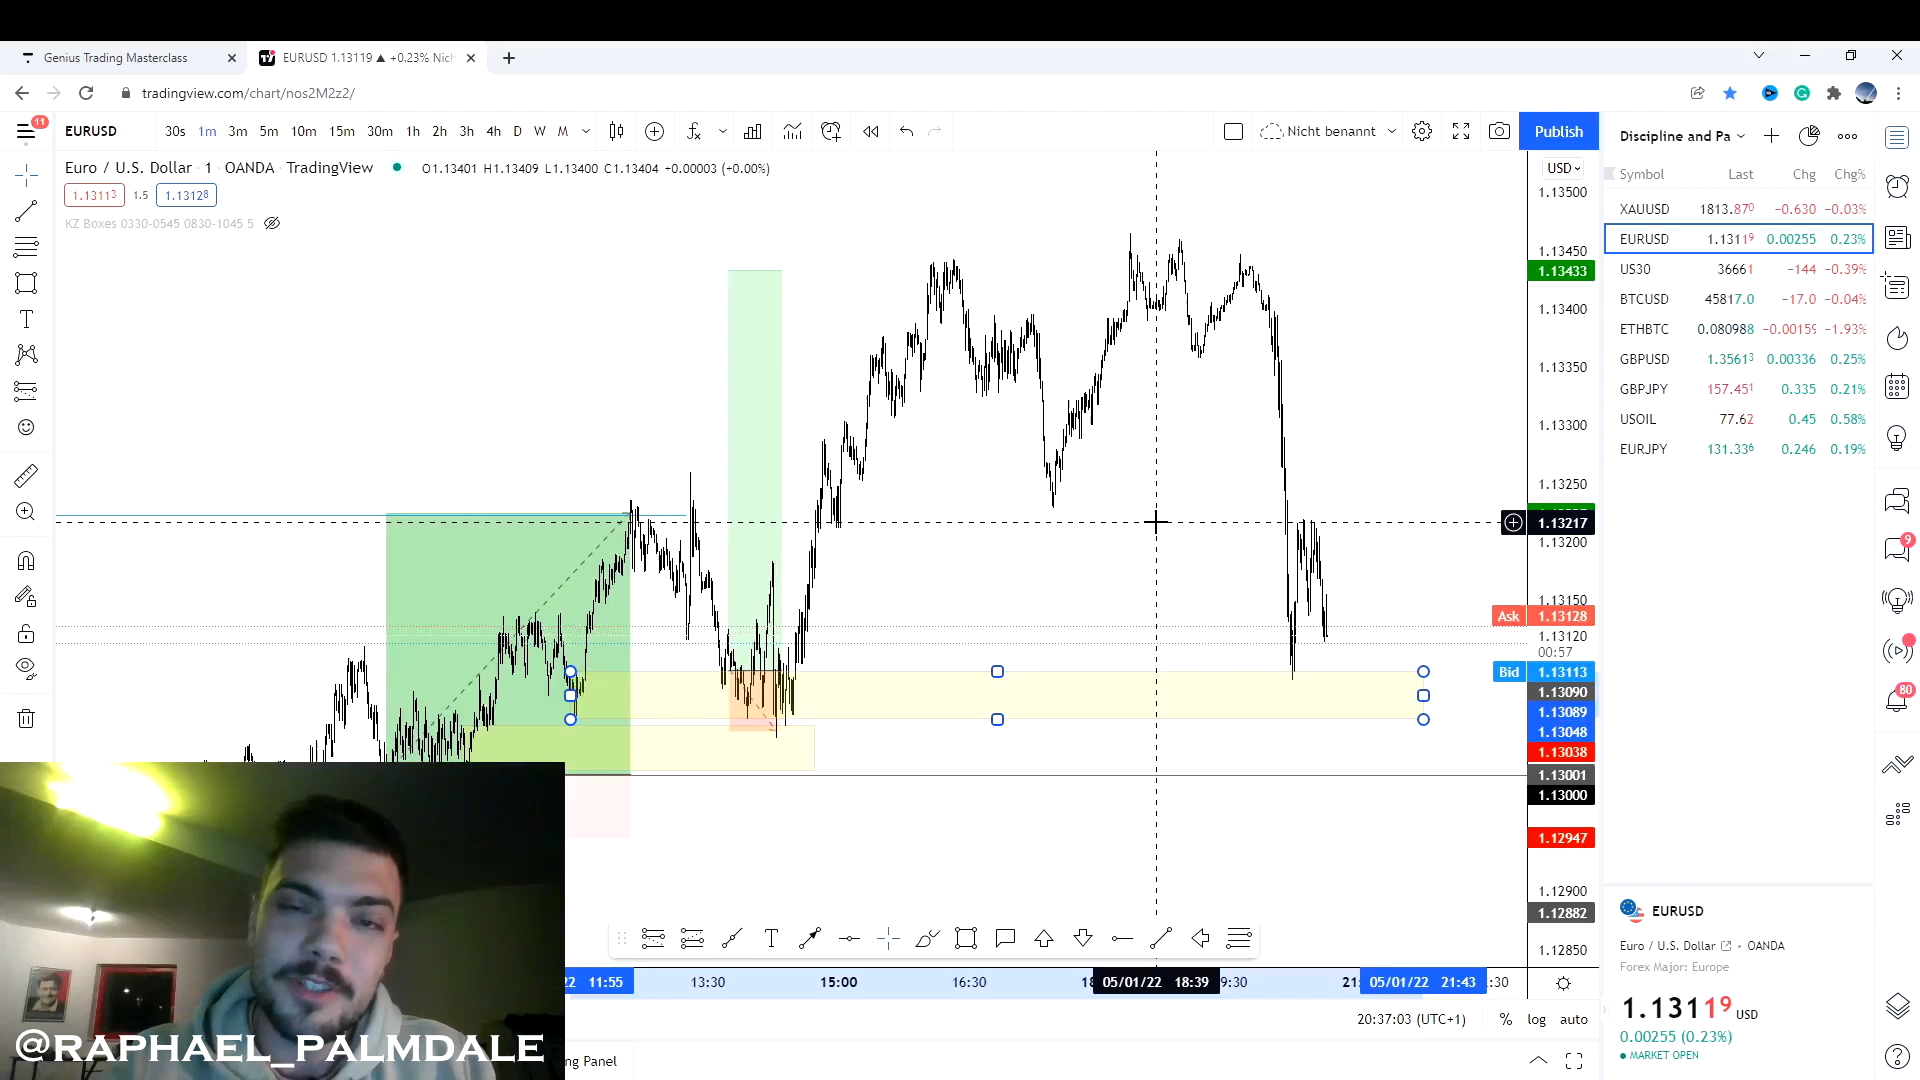 Genius Trading Masterclass
EURUSD 1.13119 ▲ +0.23% Nich
tradingview.com/chart/nos2M2z2/
11
EURUSD
30s 1m 3m 5m 10m 15m 30m 1h 2h 3h 4h D W M
Nicht benannt
Publish
Discipline and Pa
Euro / U.S. Dollar · 1 · OANDA · TradingView
O1.13401 H1.13409 L1.13400 C1.13404 +0.00003 (+0.00%)
1.13113 1.5 1.13128
KZ Boxes 0330-0545 0830-1045 5
USD
1.13500
1.13450
1.13433
1.13400
1.13350
1.13300
1.13250
1.13217
1.13200
1.13150
Ask 1.13128
1.13120
00:57
Bid 1.13113
1.13090
1.13089
1.13048
1.13038
1.13001
1.13000
1.12947
1.12900
1.12882
1.12850
Symbol Last Chg Chg%
XAUUSD 1813.870 −0.630 −0.03%
EURUSD 1.13119 0.00255 0.23%
US30 36661 −144 −0.39%
BTCUSD 45817.0 −17.0 −0.04%
ETHBTC 0.080988 −0.00159 −1.93%
GBPUSD 1.35613 0.00336 0.25%
GBPJPY 157.451 0.335 0.21%
USOIL 77.62 0.45 0.58%
EURJPY 131.336 0.246 0.19%
9
80
22 11:55 13:30 15:00 16:30 18: 05/01/22 18:39 9:30 21: 05/01/22 21:43 :30
20:37:03 (UTC+1) % log auto
ng Panel
EURUSD
Euro / U.S. Dollar · OANDA
Forex Major: Europe
1.13119 USD
0.00255 (0.23%)
MARKET OPEN
@RAPHAEL_PALMDALE